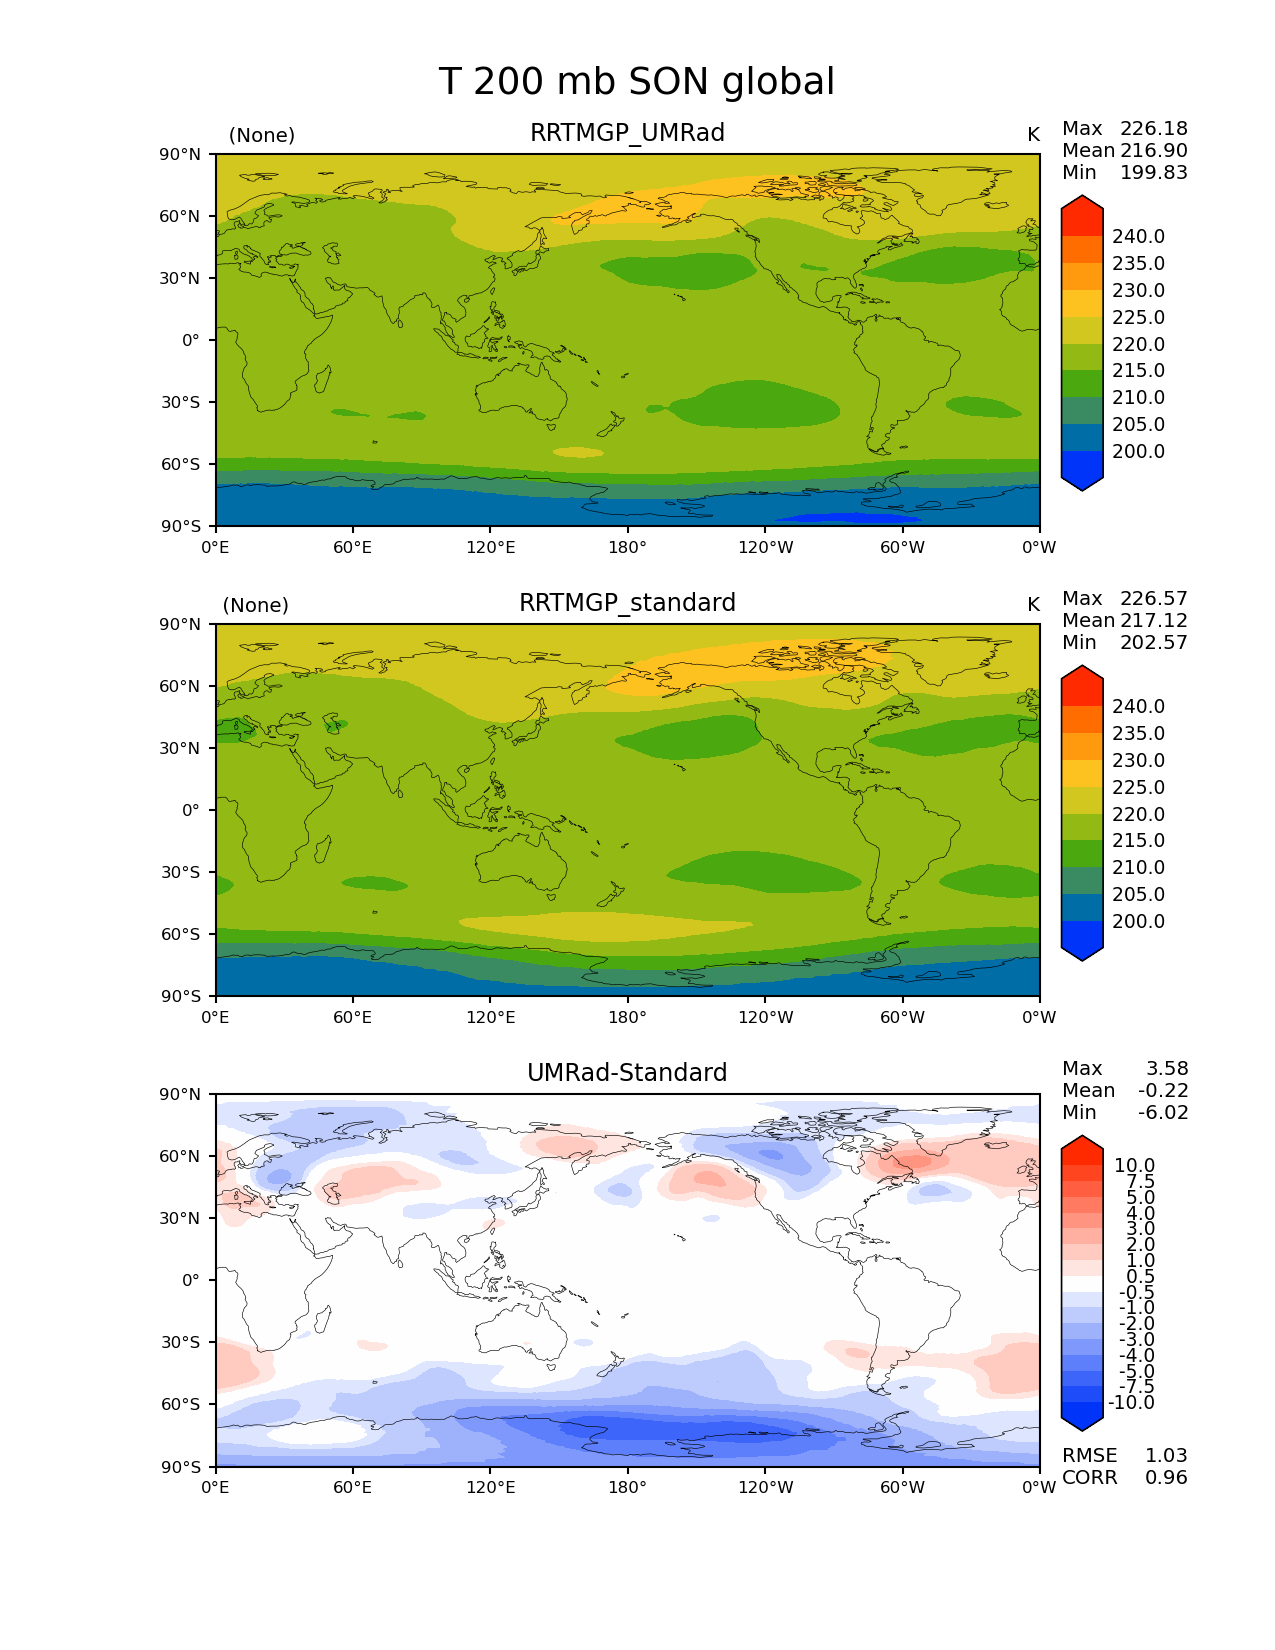 T 200 mb SON global
(None) RRTMGP_UMRad K
Max 226.18
Mean 216.90
Min 199.83
90°N
60°N
30°N
0°
30°S
60°S
90°S
0°E 60°E 120°E 180° 120°W 60°W 0°W
240.0
235.0
230.0
225.0
220.0
215.0
210.0
205.0
200.0
(None) RRTMGP_standard K
Max 226.57
Mean 217.12
Min 202.57
90°N
60°N
30°N
0°
30°S
60°S
90°S
0°E 60°E 120°E 180° 120°W 60°W 0°W
240.0
235.0
230.0
225.0
220.0
215.0
210.0
205.0
200.0
UMRad-Standard
Max 3.58
Mean -0.22
Min -6.02
90°N
60°N
30°N
0°
30°S
60°S
90°S
0°E 60°E 120°E 180° 120°W 60°W 0°W
10.0
7.5
5.0
4.0
3.0
2.0
1.0
0.5
-0.5
-1.0
-2.0
-3.0
-4.0
-5.0
-7.5
-10.0
RMSE 1.03
CORR 0.96